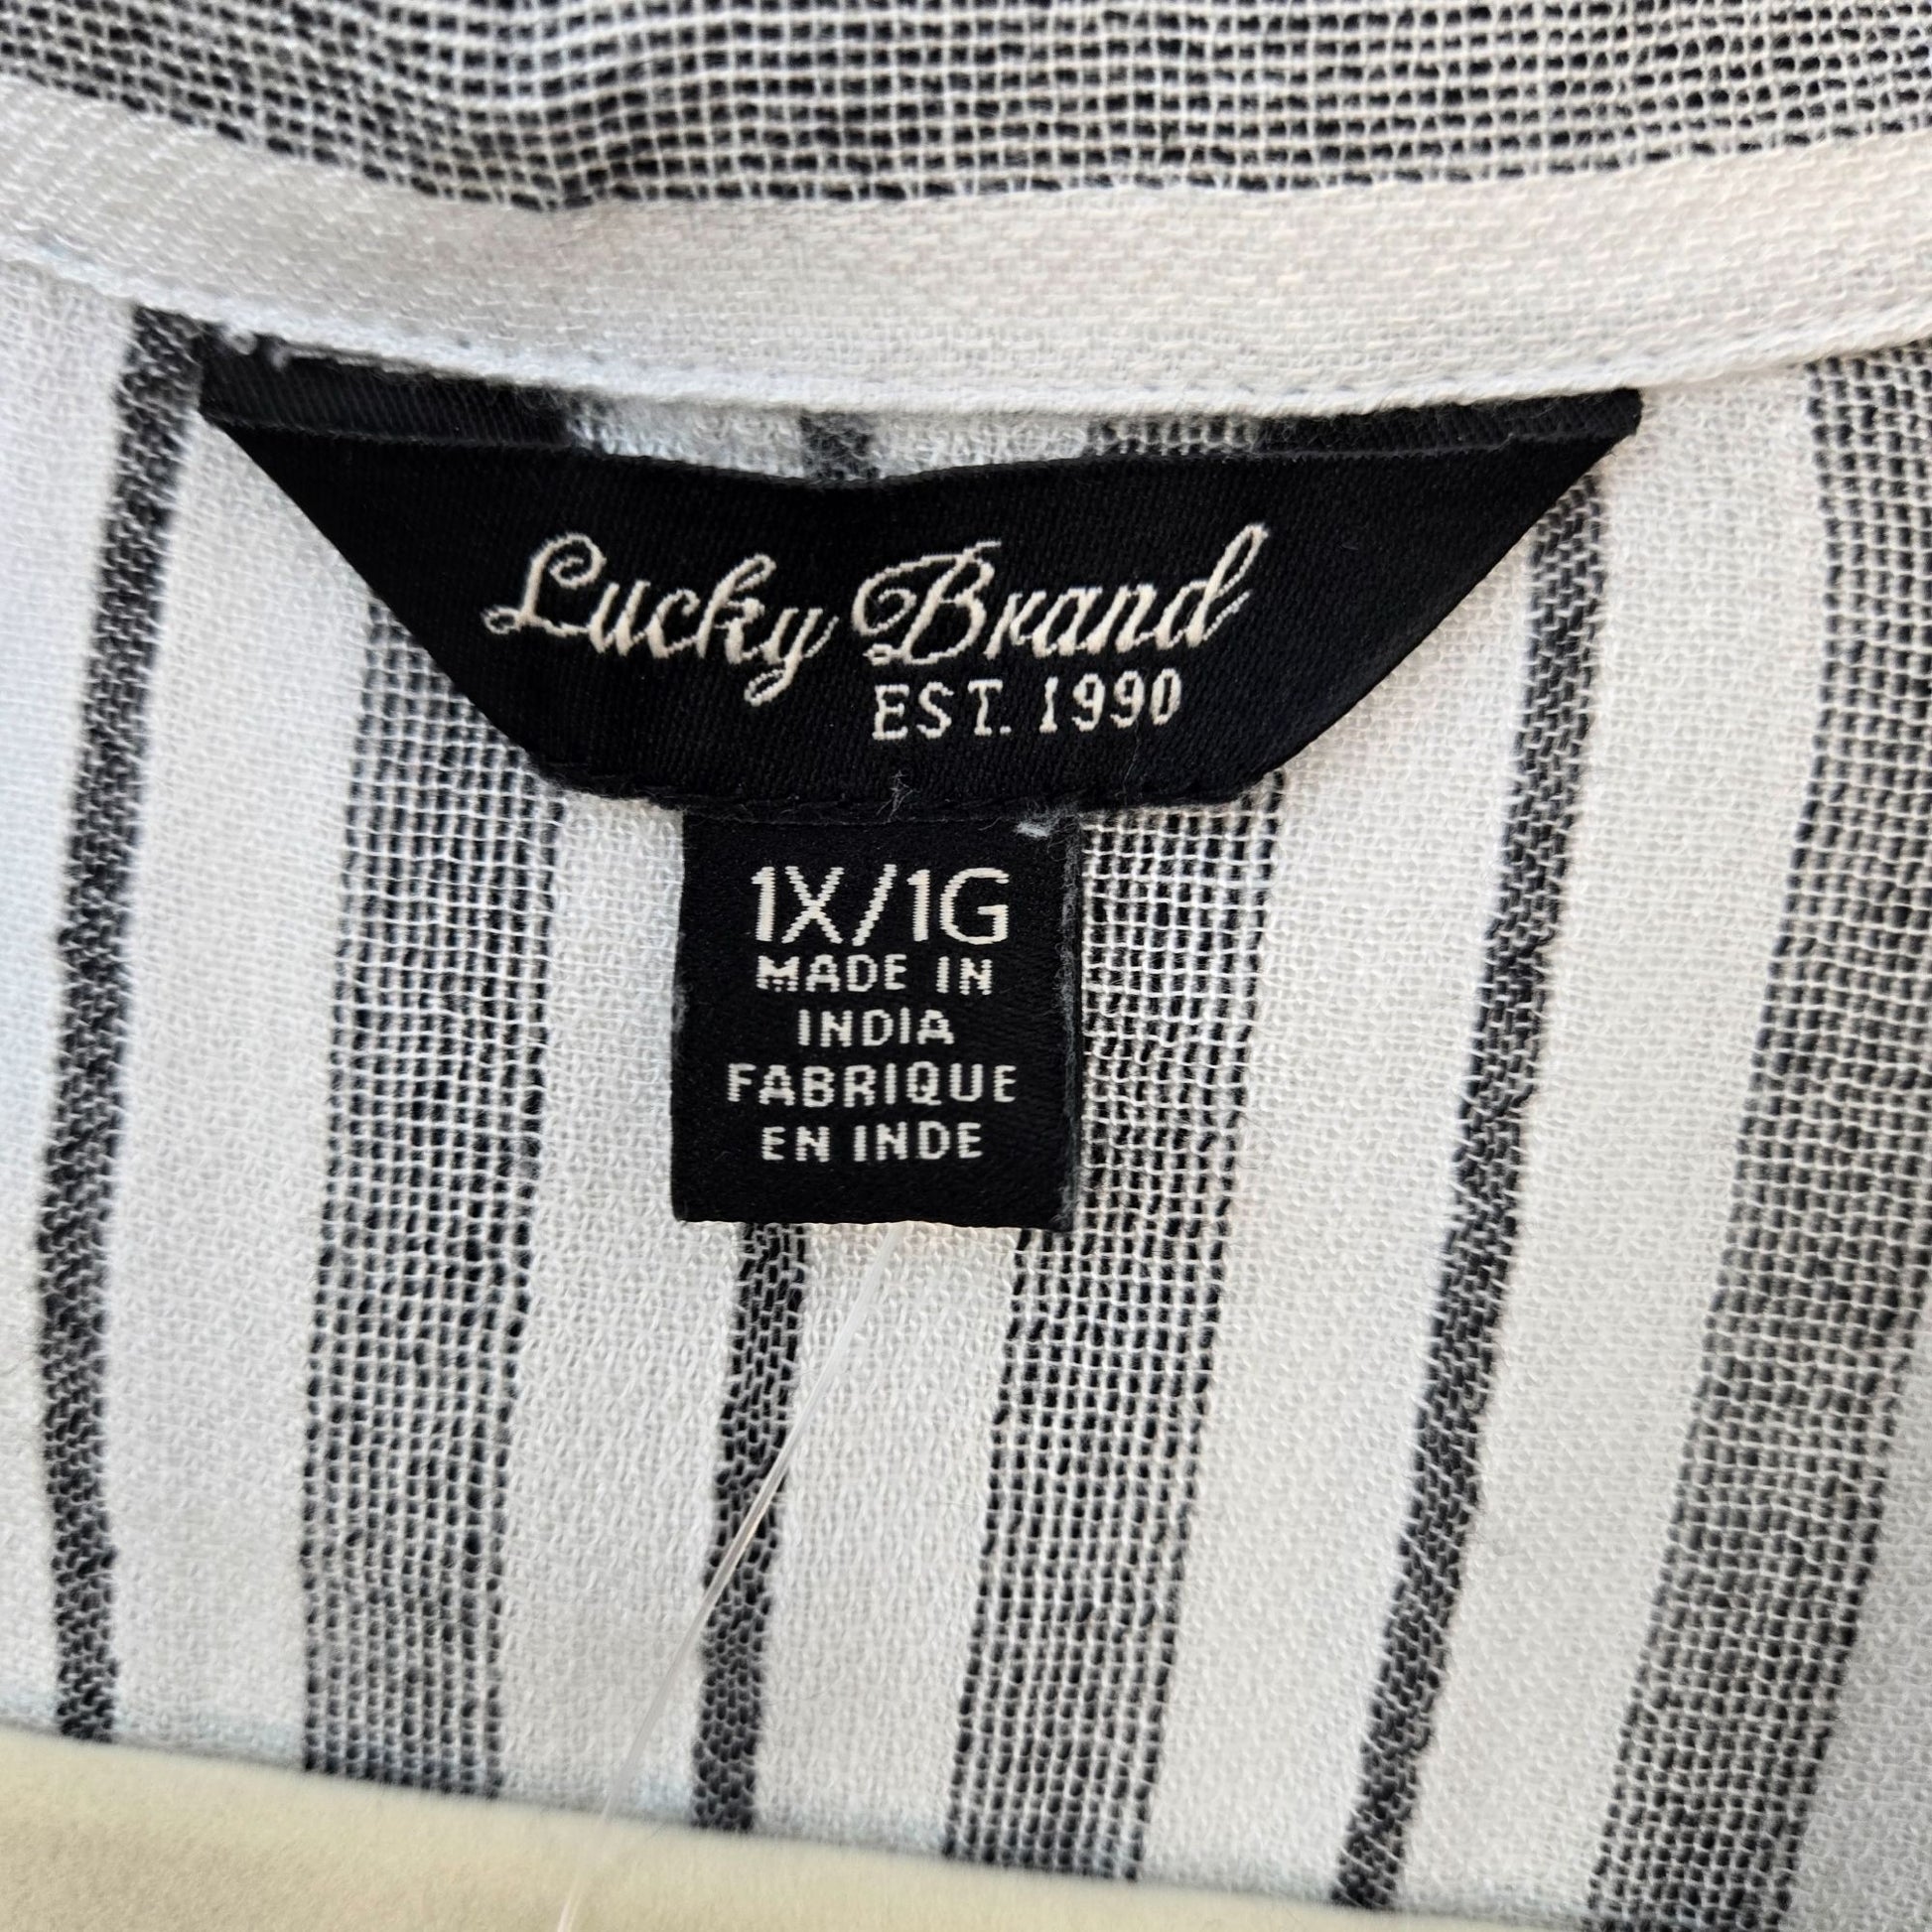 Lucky Brand
EST. 1990
1X/1G
MADE IN
INDIA
FABRIQUE
EN INDE